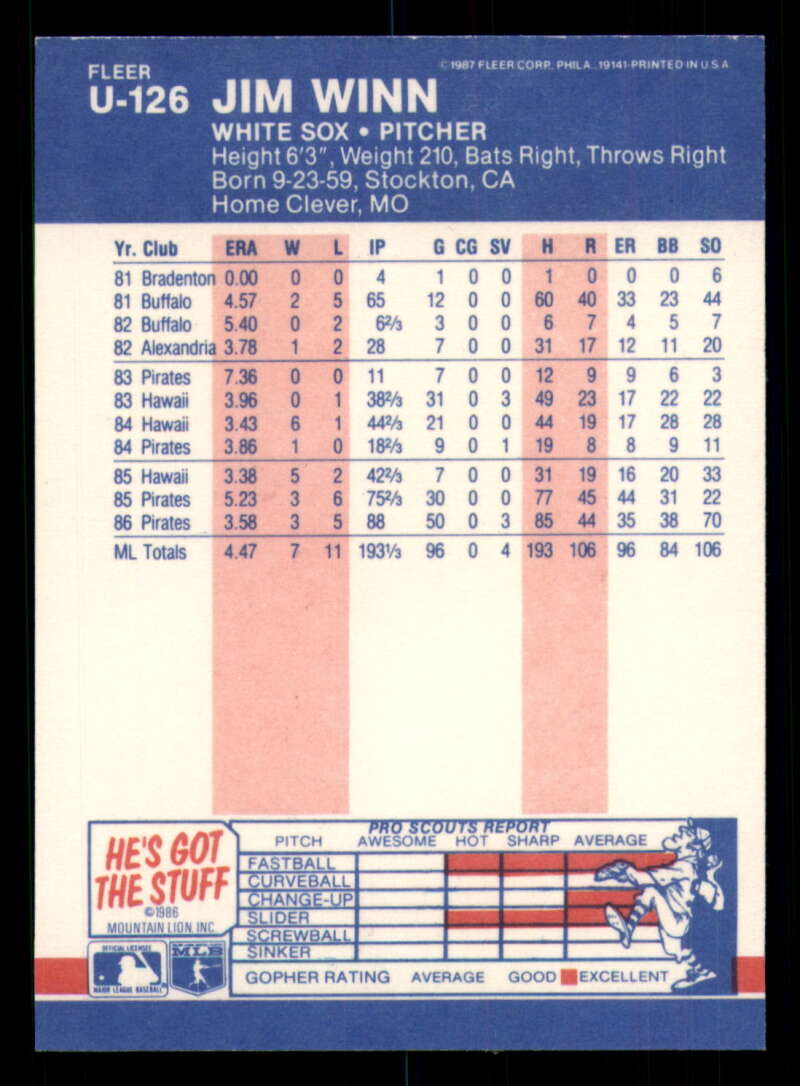 ©1987 FLEER CORP. PHILA., 19141-PRINTED IN U.S.A
FLEER
U-126 JIM WINN
WHITE SOX • PITCHER
Height 6'3", Weight 210, Bats Right, Throws Right
Born 9-23-59, Stockton, CA
Home Clever, MO
Yr. Club ERA W L IP G CG SV H R ER BB SO
81 Bradenton 0.00 0 0 4 1 0 0 1 0 0 0 6
81 Buffalo 4.57 2 5 65 12 0 0 60 40 33 23 44
82 Buffalo 5.40 0 2 6⅔ 3 0 0 6 7 4 5 7
82 Alexandria 3.78 1 2 28 7 0 0 31 17 12 11 20
83 Pirates 7.36 0 0 11 7 0 0 12 9 9 6 3
83 Hawaii 3.96 0 1 38⅔ 31 0 3 49 23 17 22 22
84 Hawaii 3.43 6 1 44⅔ 21 0 0 44 19 17 28 28
84 Pirates 3.86 1 0 18⅔ 9 0 1 19 8 8 9 11
85 Hawaii 3.38 5 2 42⅔ 7 0 0 31 19 16 20 33
85 Pirates 5.23 3 6 75⅔ 30 0 0 77 45 44 31 22
86 Pirates 3.58 3 5 88 50 0 3 85 44 35 38 70
ML Totals 4.47 7 11 193⅓ 96 0 4 193 106 96 84 106
HE'S GOT
THE STUFF
©1986
MOUNTAIN LION, INC.
OFFICIAL LICENSEE
MAJOR LEAGUE BASEBALL
MLB
PRO SCOUTS REPORT
PITCH AWESOME HOT SHARP AVERAGE
FASTBALL
CURVEBALL
CHANGE-UP
SLIDER
SCREWBALL
SINKER
GOPHER RATING AVERAGE GOOD EXCELLENT